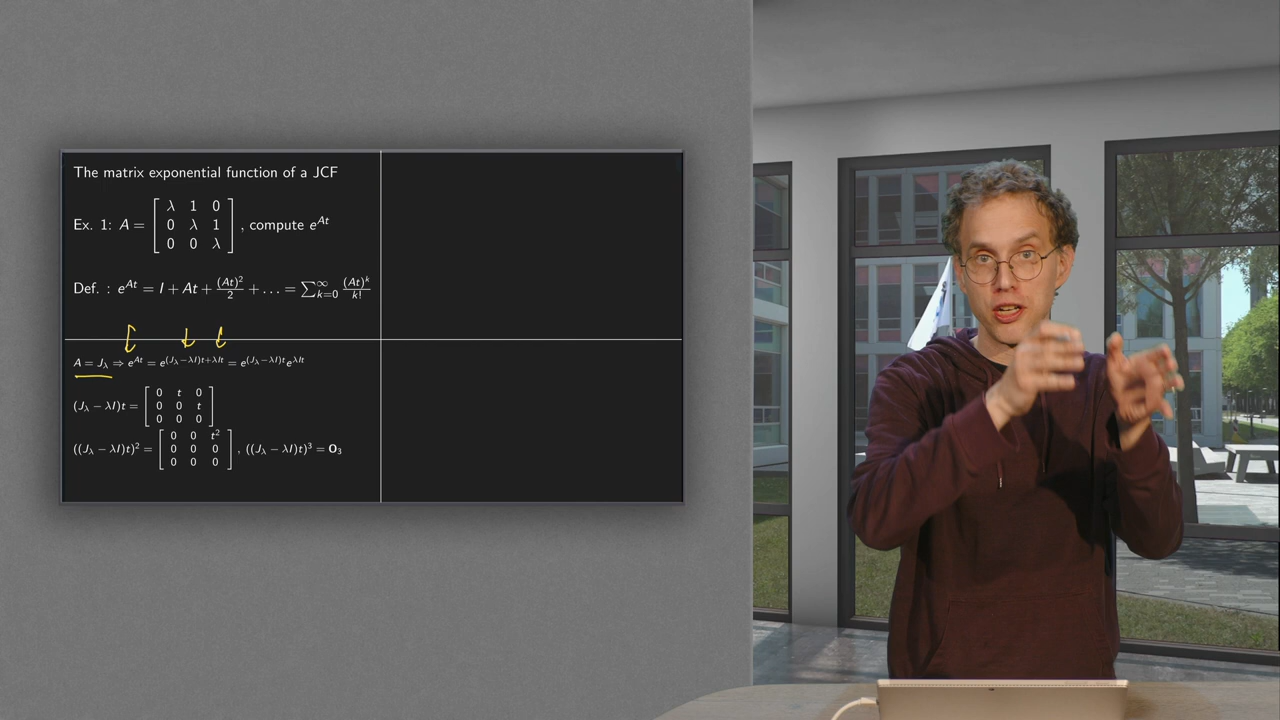 The matrix exponential function of a JCF
Ex. 1: A = [ λ 1 0 ; 0 λ 1 ; 0 0 λ ] , compute e^{At}
Def. : e^{At} = I + At + (At)^2/2 + … = ∑_{k=0}^{∞} (At)^k/k!
A = J_λ ⇒ e^{At} = e^{(J_λ−λI)t+λIt} = e^{(J_λ−λI)t}e^{λIt}
(J_λ − λI)t = [ 0 t 0 ; 0 0 t ; 0 0 0 ]
((J_λ − λI)t)^2 = [ 0 0 t^2 ; 0 0 0 ; 0 0 0 ] , ((J_λ − λI)t)^3 = 0_3